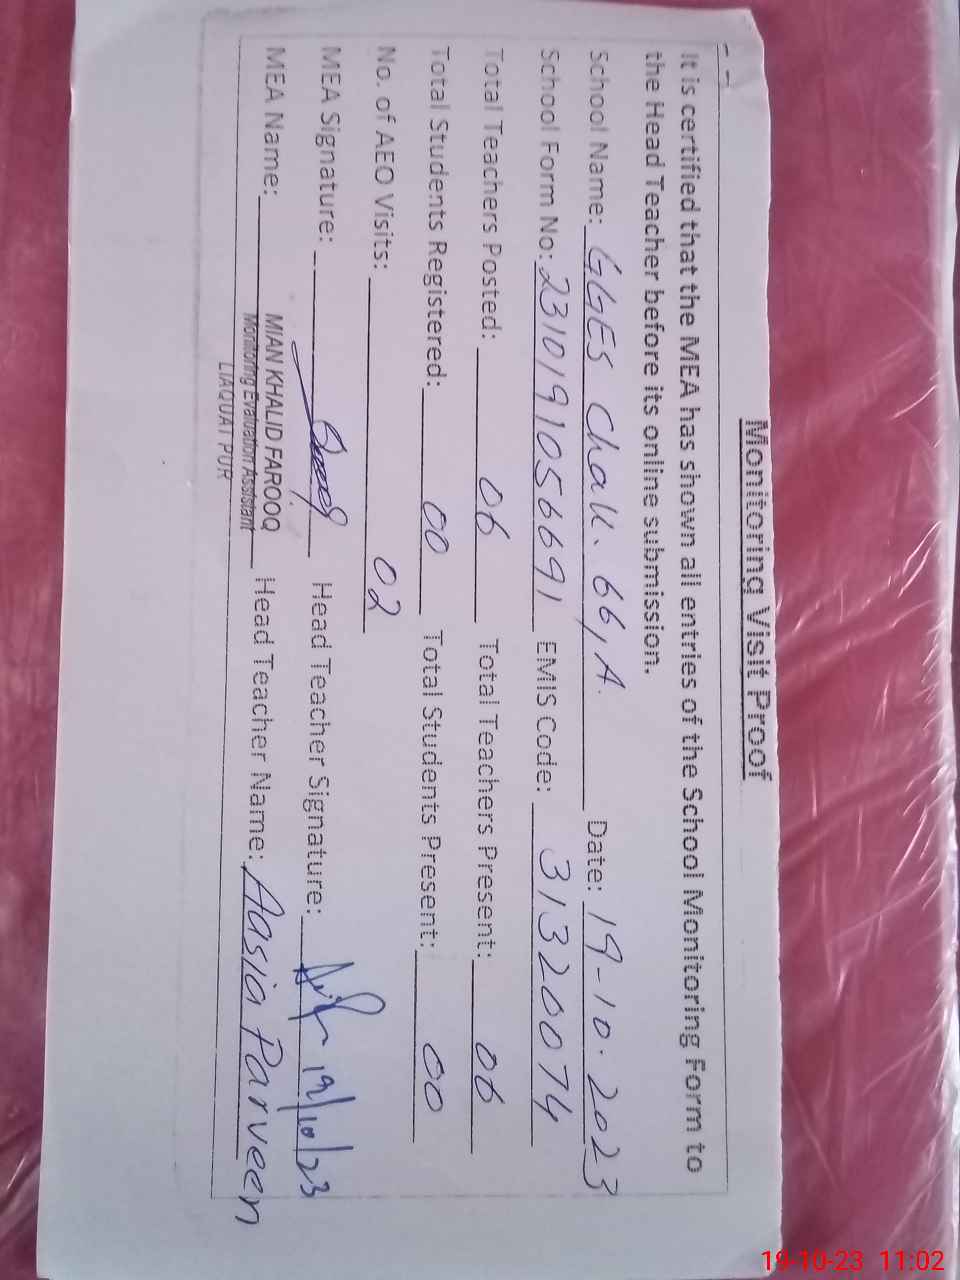 Monitoring Visit Proof
It is certified that the MEA has shown all entries of the School Monitoring Form to
the Head Teacher before its online submission.
School Name: GGES Chak. 66,A. Date: 19-10.2023
School Form No: 23101910566691 EMIS Code: 31320074
Total Teachers Posted: 06 Total Teachers Present: 06
Total Students Registered: 00 Total Students Present: 00
No. of AEO Visits: 02
MEA Signature: Head Teacher Signature: 19/10/23
MEA Name: MIAN KHALID FAROOQ Head Teacher Name: Aasia Parveen
Monitoring Evaluation Assistant
LIAQUAT PUR
19-10-23 11:02